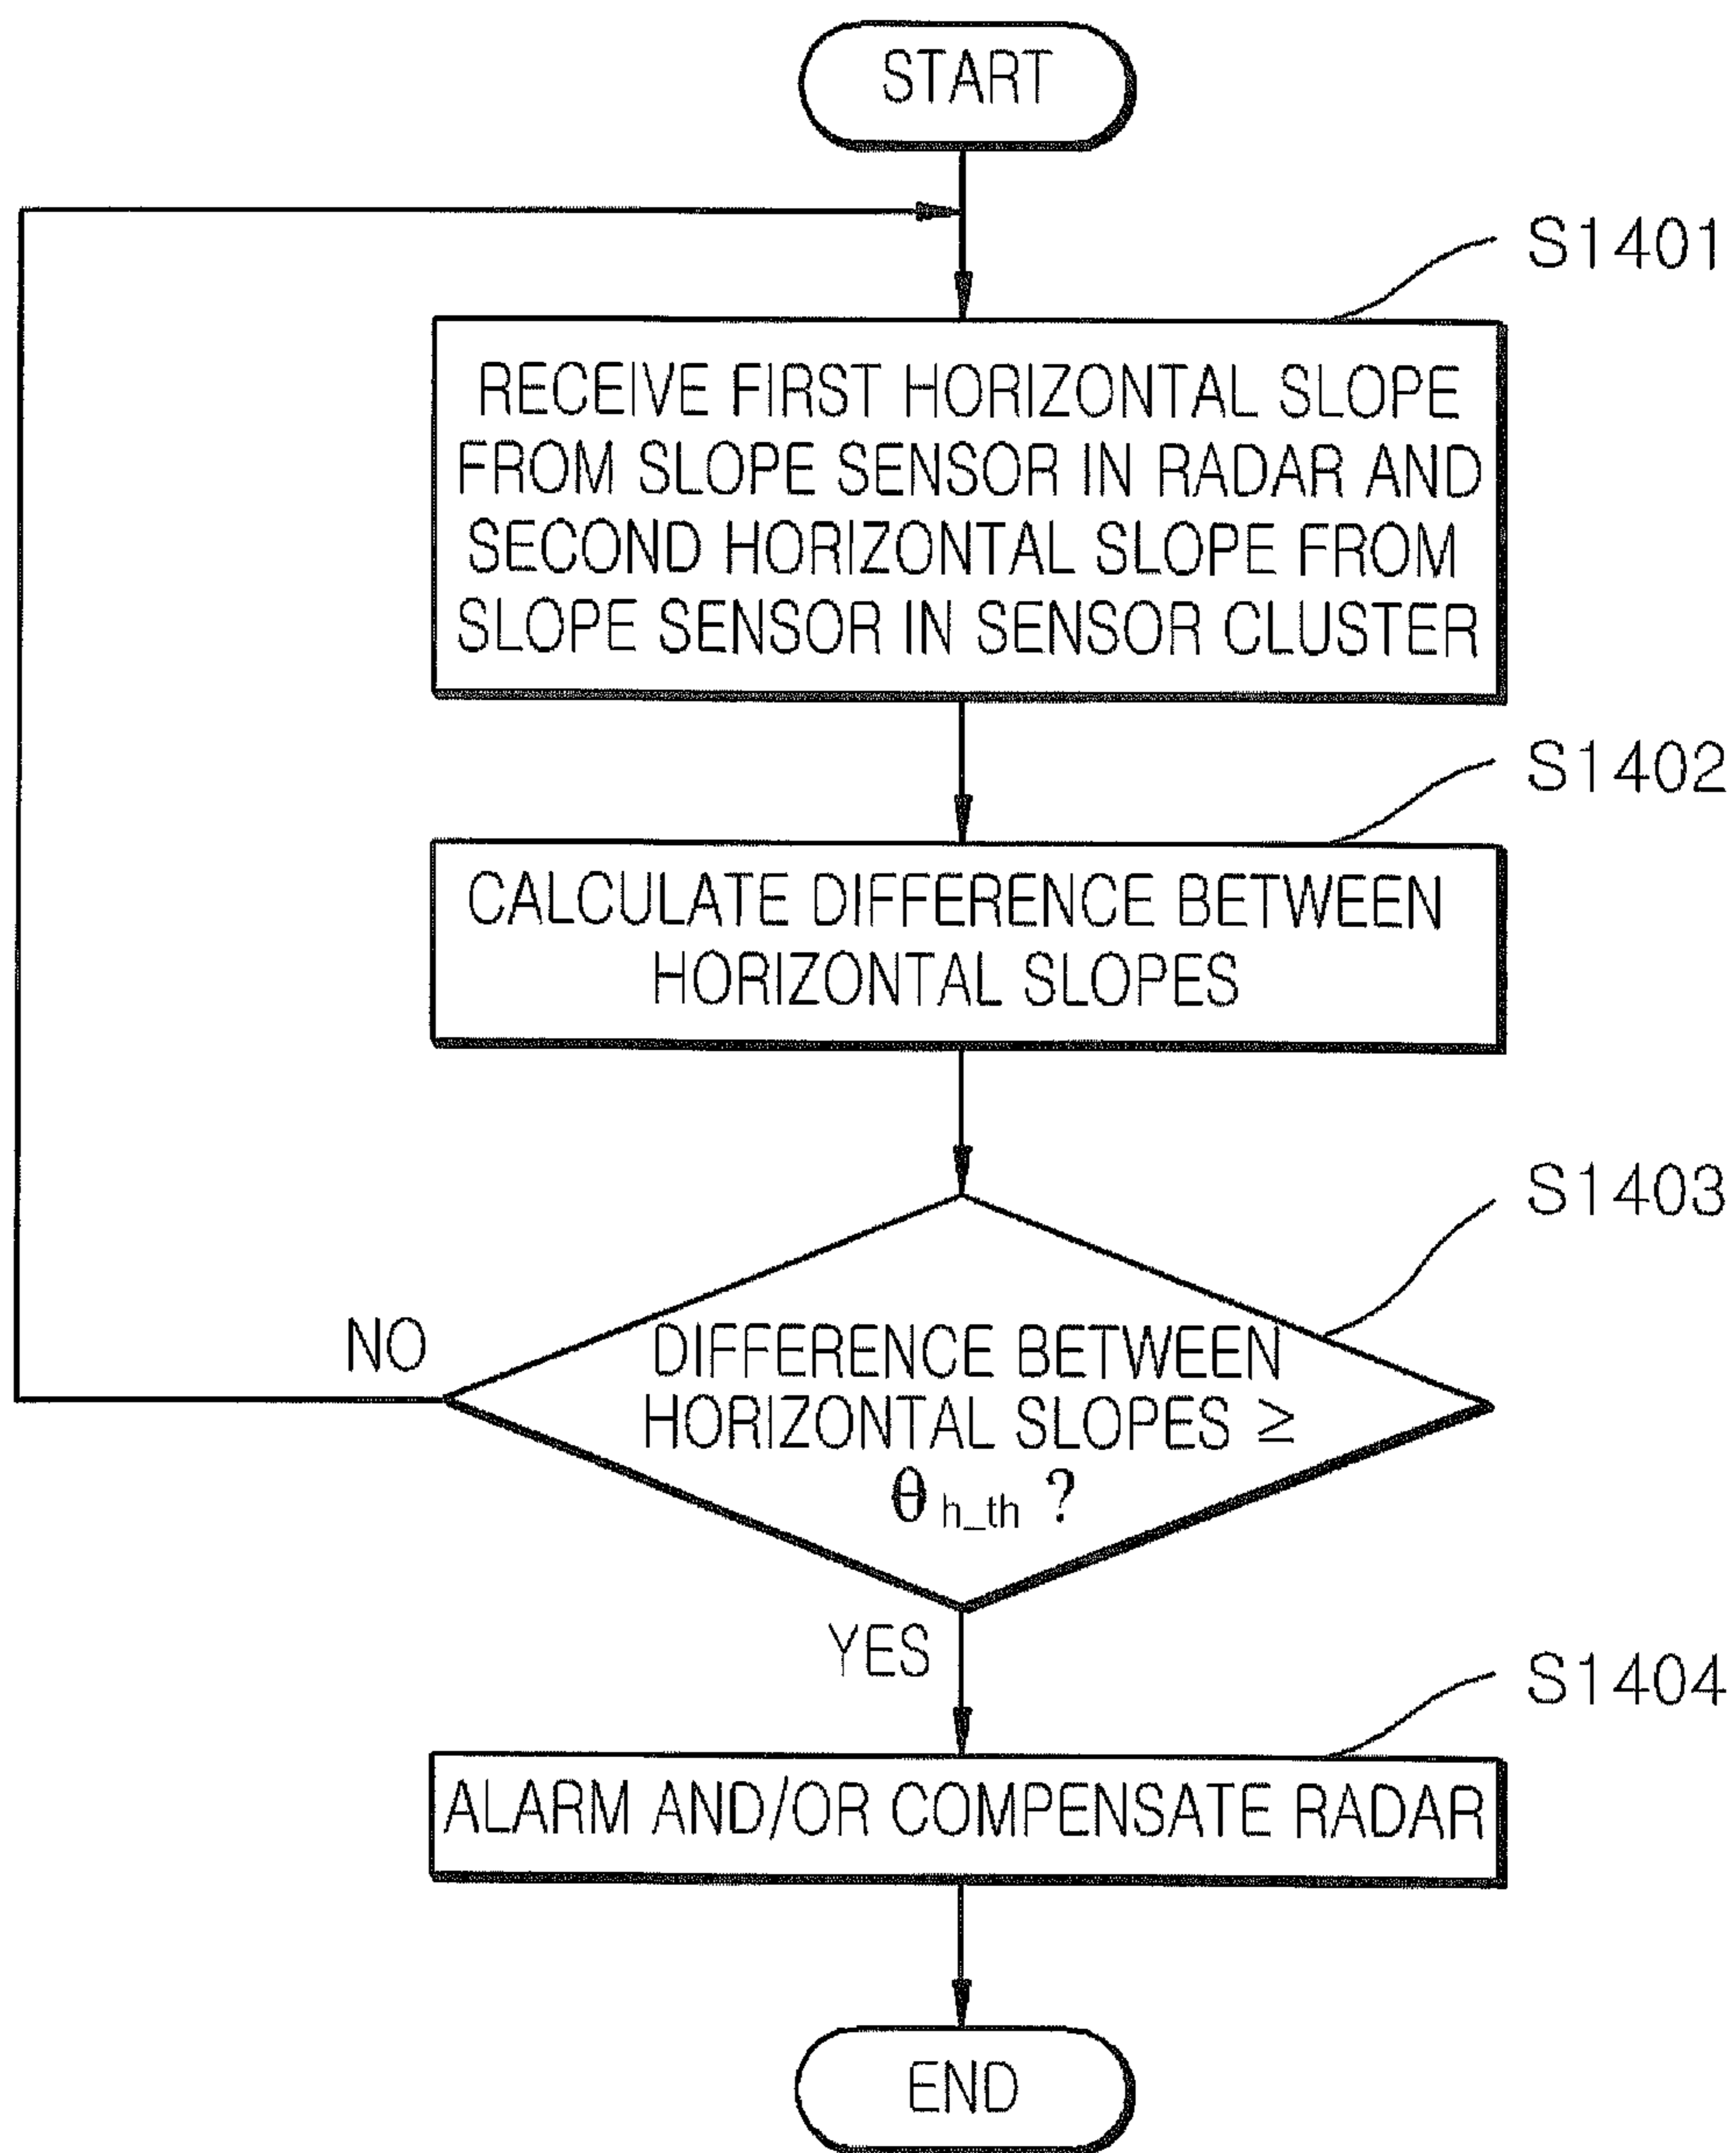 START
S1401
RECEIVE FIRST HORIZONTAL SLOPE
FROM SLOPE SENSOR IN RADAR AND
SECOND HORIZONTAL SLOPE FROM
SLOPE SENSOR IN SENSOR CLUSTER
S1402
CALCULATE DIFFERENCE BETWEEN
HORIZONTAL SLOPES
S1403
NO
DIFFERENCE BETWEEN
HORIZONTAL SLOPES ≥
θ h_th ?
YES
S1404
ALARM AND/OR COMPENSATE RADAR
END